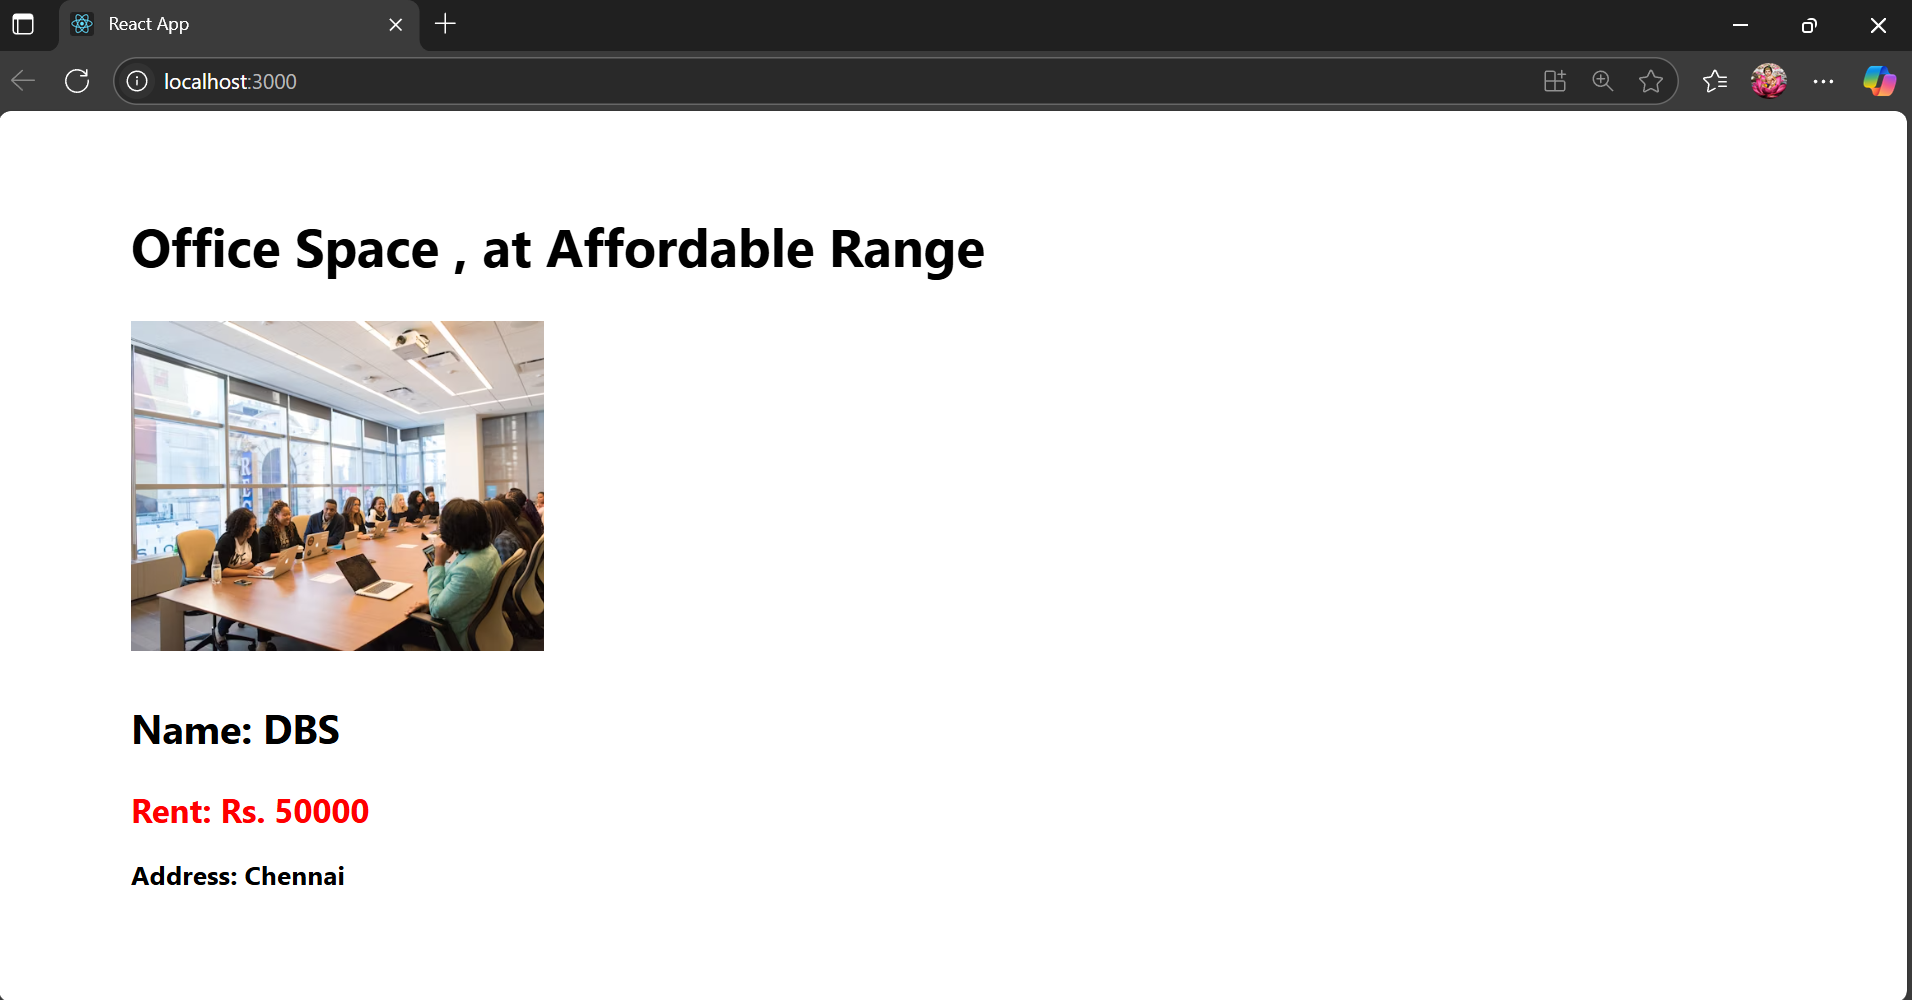 React App
localhost:3000
Office Space , at Affordable Range
Name: DBS
Rent: Rs. 50000
Address: Chennai